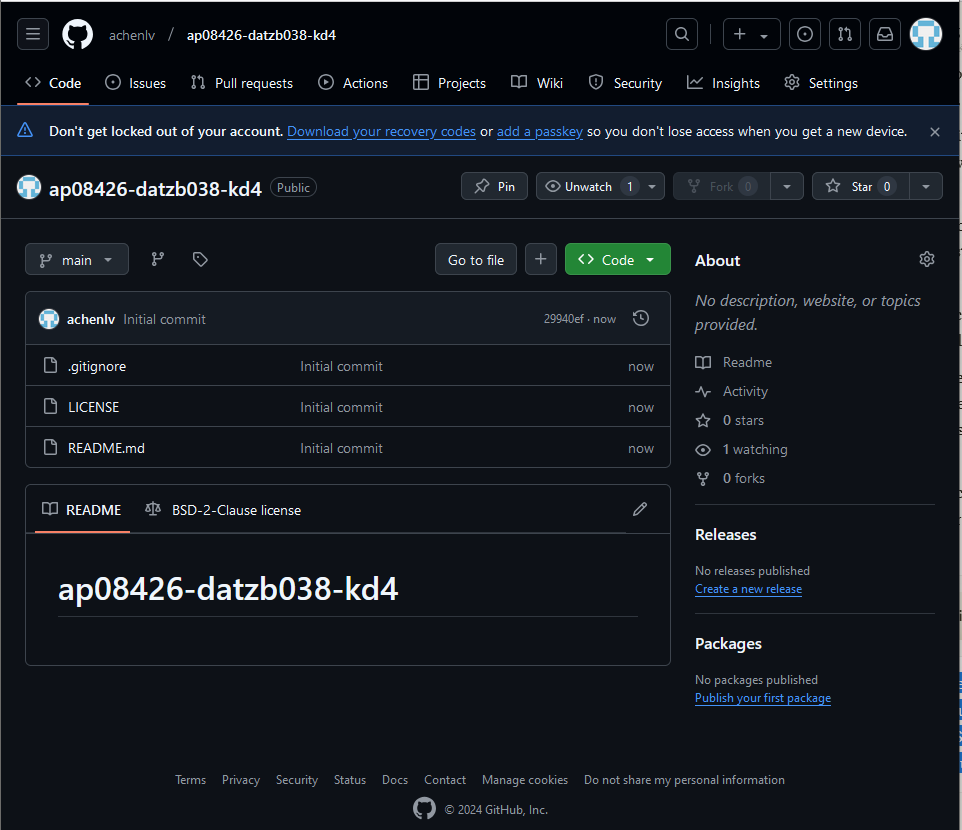 achenlv / ap08426-datzb038-kd4
Code Issues Pull requests Actions Projects Wiki Security Insights Settings
Don't get locked out of your account. Download your recovery codes or add a passkey so you don't lose access when you get a new device.
ap08426-datzb038-kd4 Public
Pin Unwatch 1 Fork 0 Star 0
main Go to file Code
achenlv Initial commit 29940ef · now
.gitignore Initial commit now
LICENSE Initial commit now
README.md Initial commit now
README BSD-2-Clause license
ap08426-datzb038-kd4
About
No description, website, or topics
provided.
Readme
Activity
0 stars
1 watching
0 forks
Releases
No releases published
Create a new release
Packages
No packages published
Publish your first package
Terms Privacy Security Status Docs Contact Manage cookies Do not share my personal information
© 2024 GitHub, Inc.